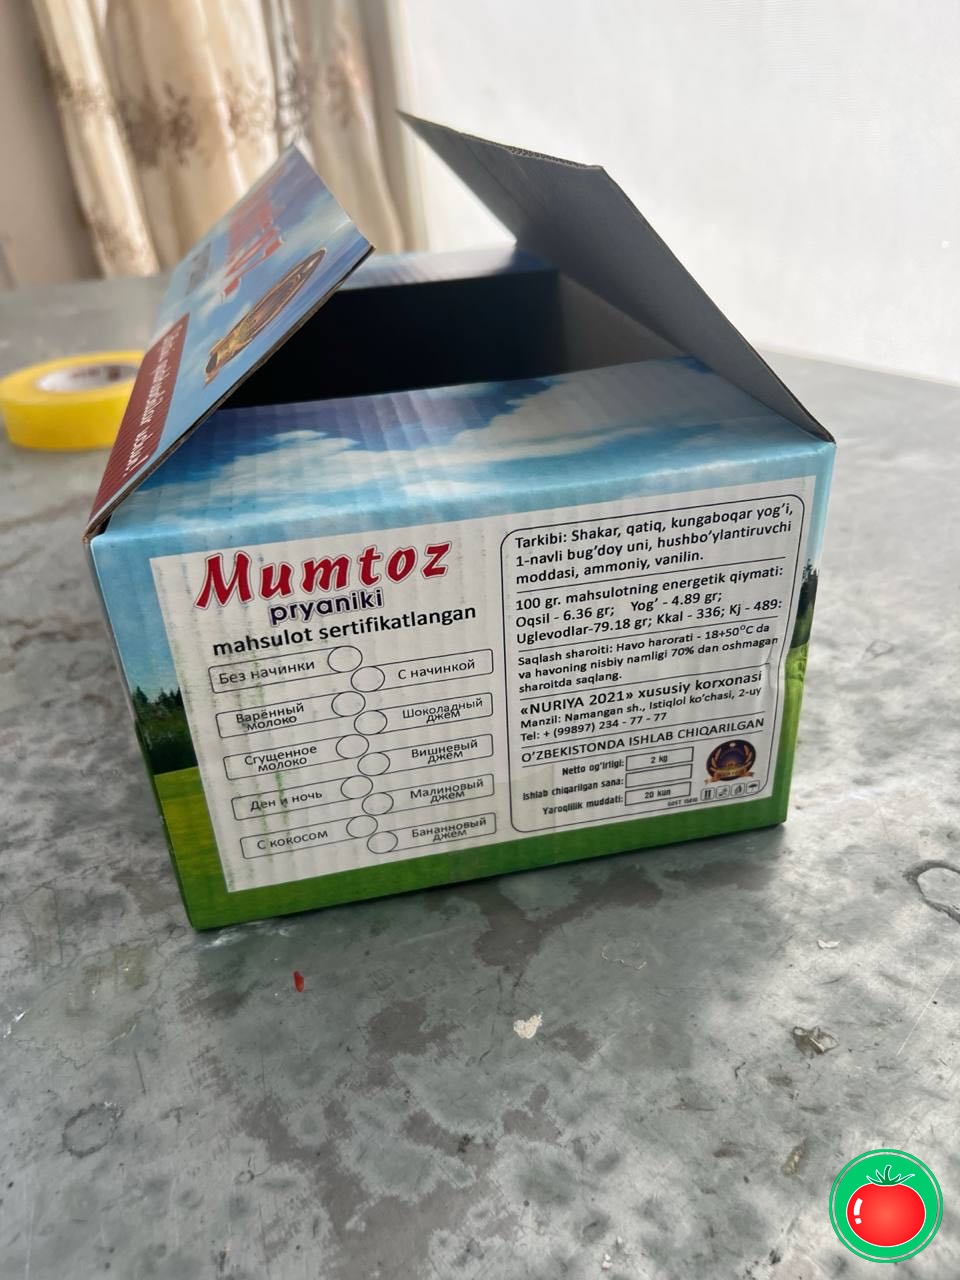 Mumtoz
pryaniki
mahsulot sertifikatlangan
Без начинки
С начинкой
Варённый
молоко
Шоколадный
джем
Сгущенное
молоко
Вишневый
джем
Ден и ночь
Малиновый
джем
С кокосом
Бананновый
джем
Tarkibi: Shakar, qatiq, kungaboqar yog‘i,
1-navli bug‘doy uni, hushbo‘ylantiruvchi
moddasi, ammoniy, vanilin.
100 gr. mahsulotning energetik qiymati:
Oqsil - 6.36 gr; Yog‘ - 4.89 gr;
Uglevodlar-79.18 gr; Kkal - 336; Kj - 489:
Saqlash sharoiti: Havo harorati - 18+50°C da
va havoning nisbiy namligi 70% dan oshmagan
sharoitda saqlang.
«NURIYA 2021» xususiy korxonasi
Manzil: Namangan sh., Istiqlol ko‘chasi, 2-uy
Tel: + (99897) 234 - 77 - 77
O‘ZBEKISTONDA ISHLAB CHIQARILGAN
Netto og‘irligi: 2 kg
Ishlab chiqarilgan sana:
Yaroqlilik muddati: 20 kun